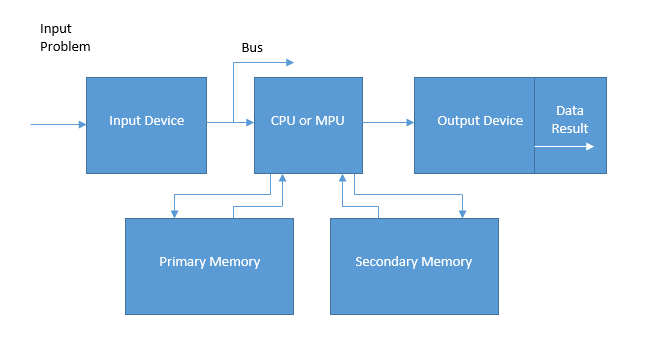 Input
Problem
Bus
Input Device
CPU or MPU
Output Device
Data
Result
Primary Memory
Secondary Memory